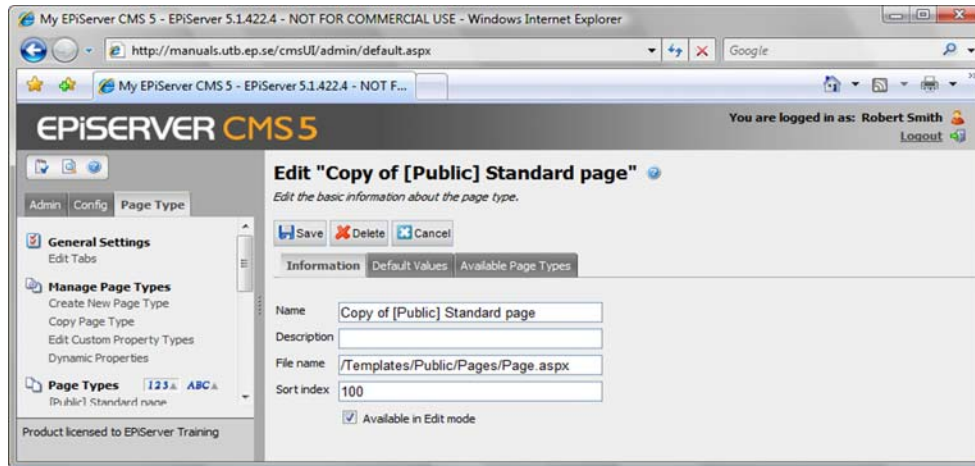 My EPiServer CMS 5 - EPiServer 5.1.422.4 - NOT FOR COMMERCIAL USE - Windows Internet Explorer
http://manuals.utb.ep.se/cmsUI/admin/default.aspx
Google
My EPiServer CMS 5 - EPiServer 5.1.422.4 - NOT F...
EPiSERVER CMS 5
You are logged in as: Robert Smith
Logout
Admin Config Page Type
General Settings
Edit Tabs
Manage Page Types
Create New Page Type
Copy Page Type
Edit Custom Property Types
Dynamic Properties
Page Types 123 ABC
[Public] Standard page
Product licensed to EPiServer Training
Edit "Copy of [Public] Standard page"
Edit the basic information about the page type.
Save Delete Cancel
Information Default Values Available Page Types
Name Copy of [Public] Standard page
Description
File name /Templates/Public/Pages/Page.aspx
Sort index 100
Available in Edit mode